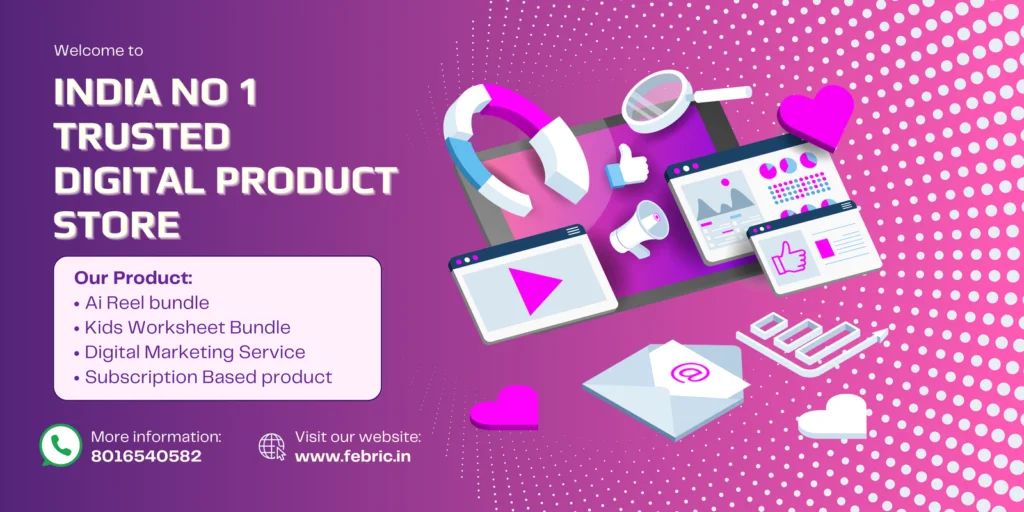 Welcome to
INDIA NO 1
TRUSTED
DIGITAL PRODUCT
STORE
Our Product:
• Ai Reel bundle
• Kids Worksheet Bundle
• Digital Marketing Service
• Subscription Based product
More information:
8016540582
Visit our website:
www.febric.in
@